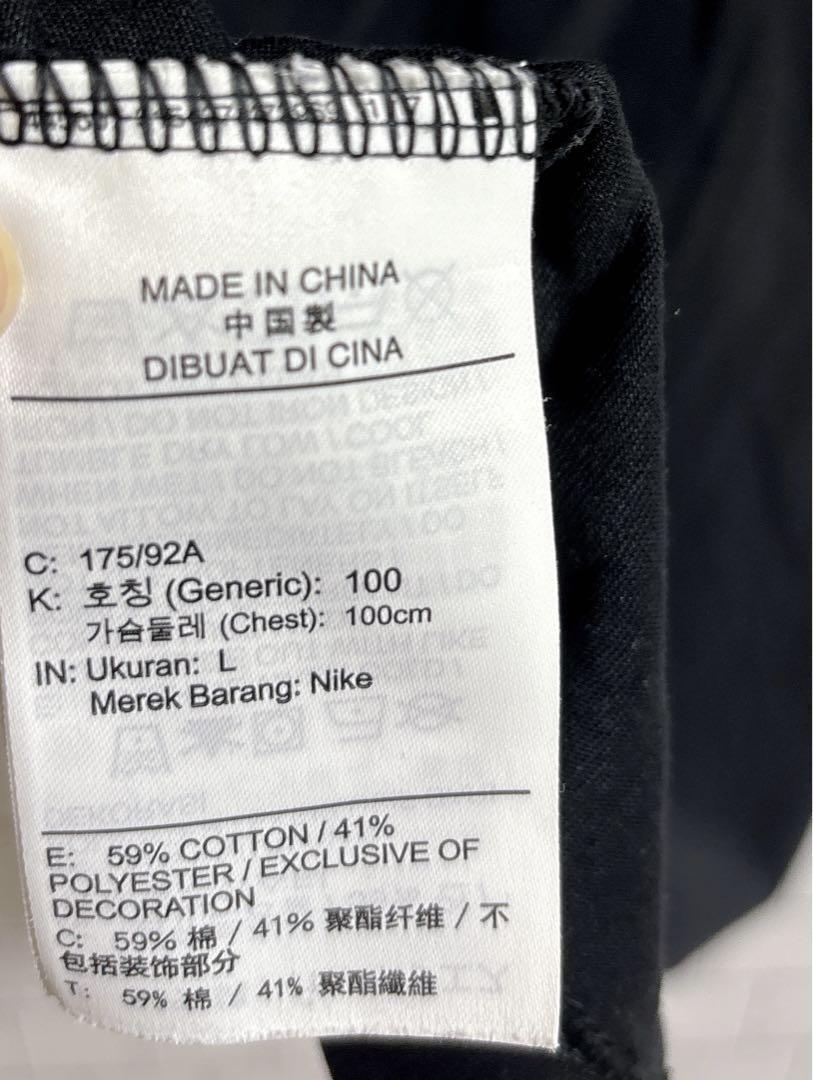 MADE IN CHINA
中国製
DIBUAT DI CINA
C: 175/92A
K: 호칭 (Generic): 100
가슴둘레 (Chest): 100cm
IN: Ukuran: L
Merek Barang: Nike
E: 59% COTTON / 41%
POLYESTER / EXCLUSIVE OF
DECORATION
C: 59% 棉 / 41% 聚酯纤维 / 不
包括装饰部分
T: 59% 棉 / 41% 聚酯纖維